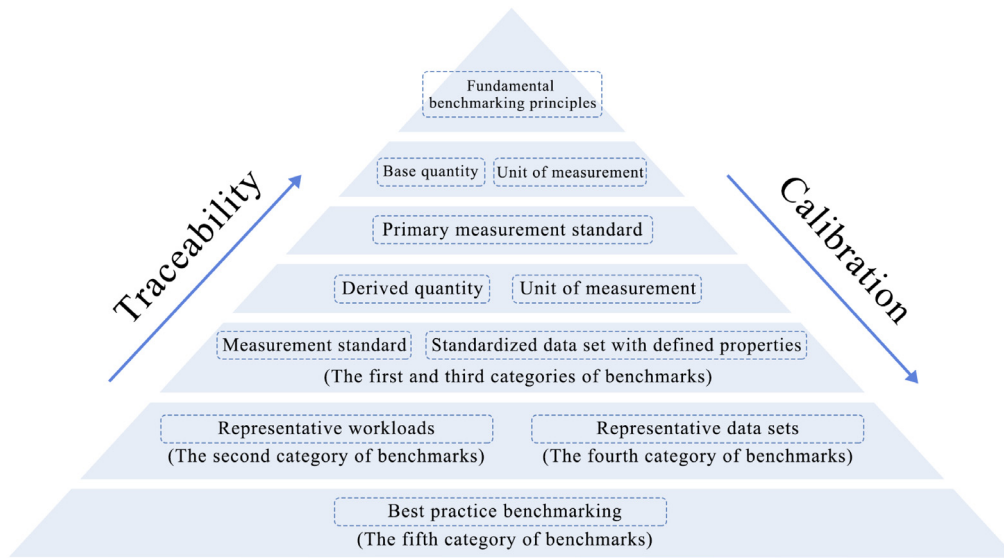 Fundamental
benchmarking principles
Base quantity
Unit of measurement
Traceability
Calibration
Primary measurement standard
Derived quantity
Unit of measurement
Measurement standard
Standardized data set with defined properties
(The first and third categories of benchmarks)
Representative workloads
(The second category of benchmarks)
Representative data sets
(The fourth category of benchmarks)
Best practice benchmarking
(The fifth category of benchmarks)